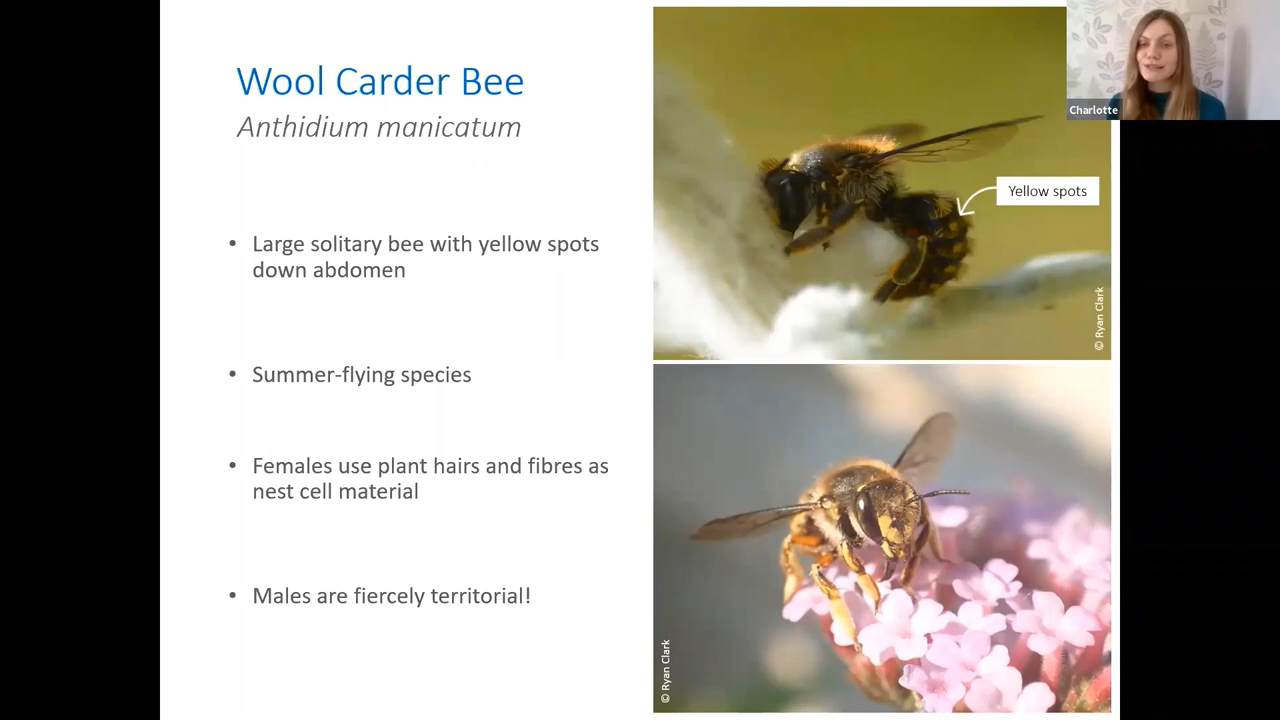 Wool Carder Bee
Anthidium manicatum
• Large solitary bee with yellow spots
down abdomen
• Summer-flying species
• Females use plant hairs and fibres as
nest cell material
• Males are fiercely territorial!
Charlotte
Yellow spots
© Ryan Clark
© Ryan Clark